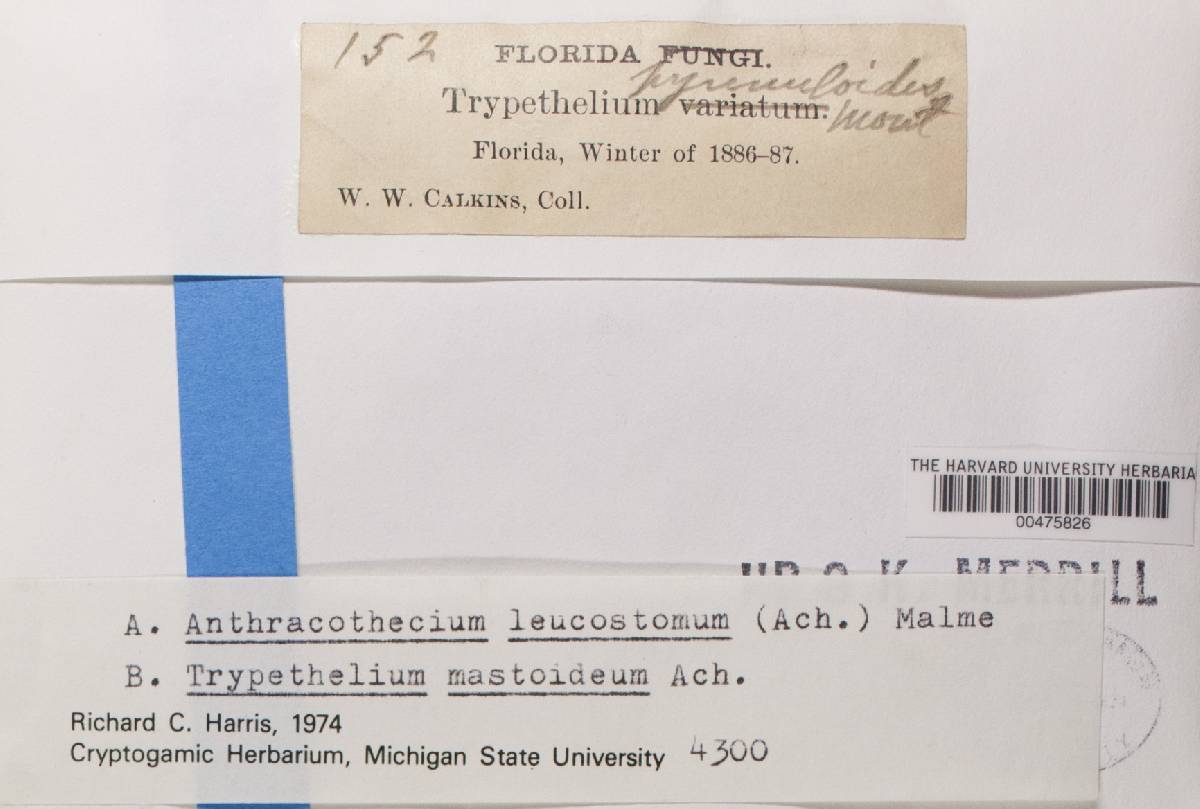 152 FLORIDA FUNGI.
pyrenuloides
Trypethelium variatum. Mont
Florida, Winter of 1886–87.
W. W. CALKINS, Coll.
THE HARVARD UNIVERSITY HERBARIA
00475826
MERRILL
A. Anthracothecium leucostomum (Ach.) Malme
B. Trypethelium mastoideum Ach.
Richard C. Harris, 1974
Cryptogamic Herbarium, Michigan State University 4300